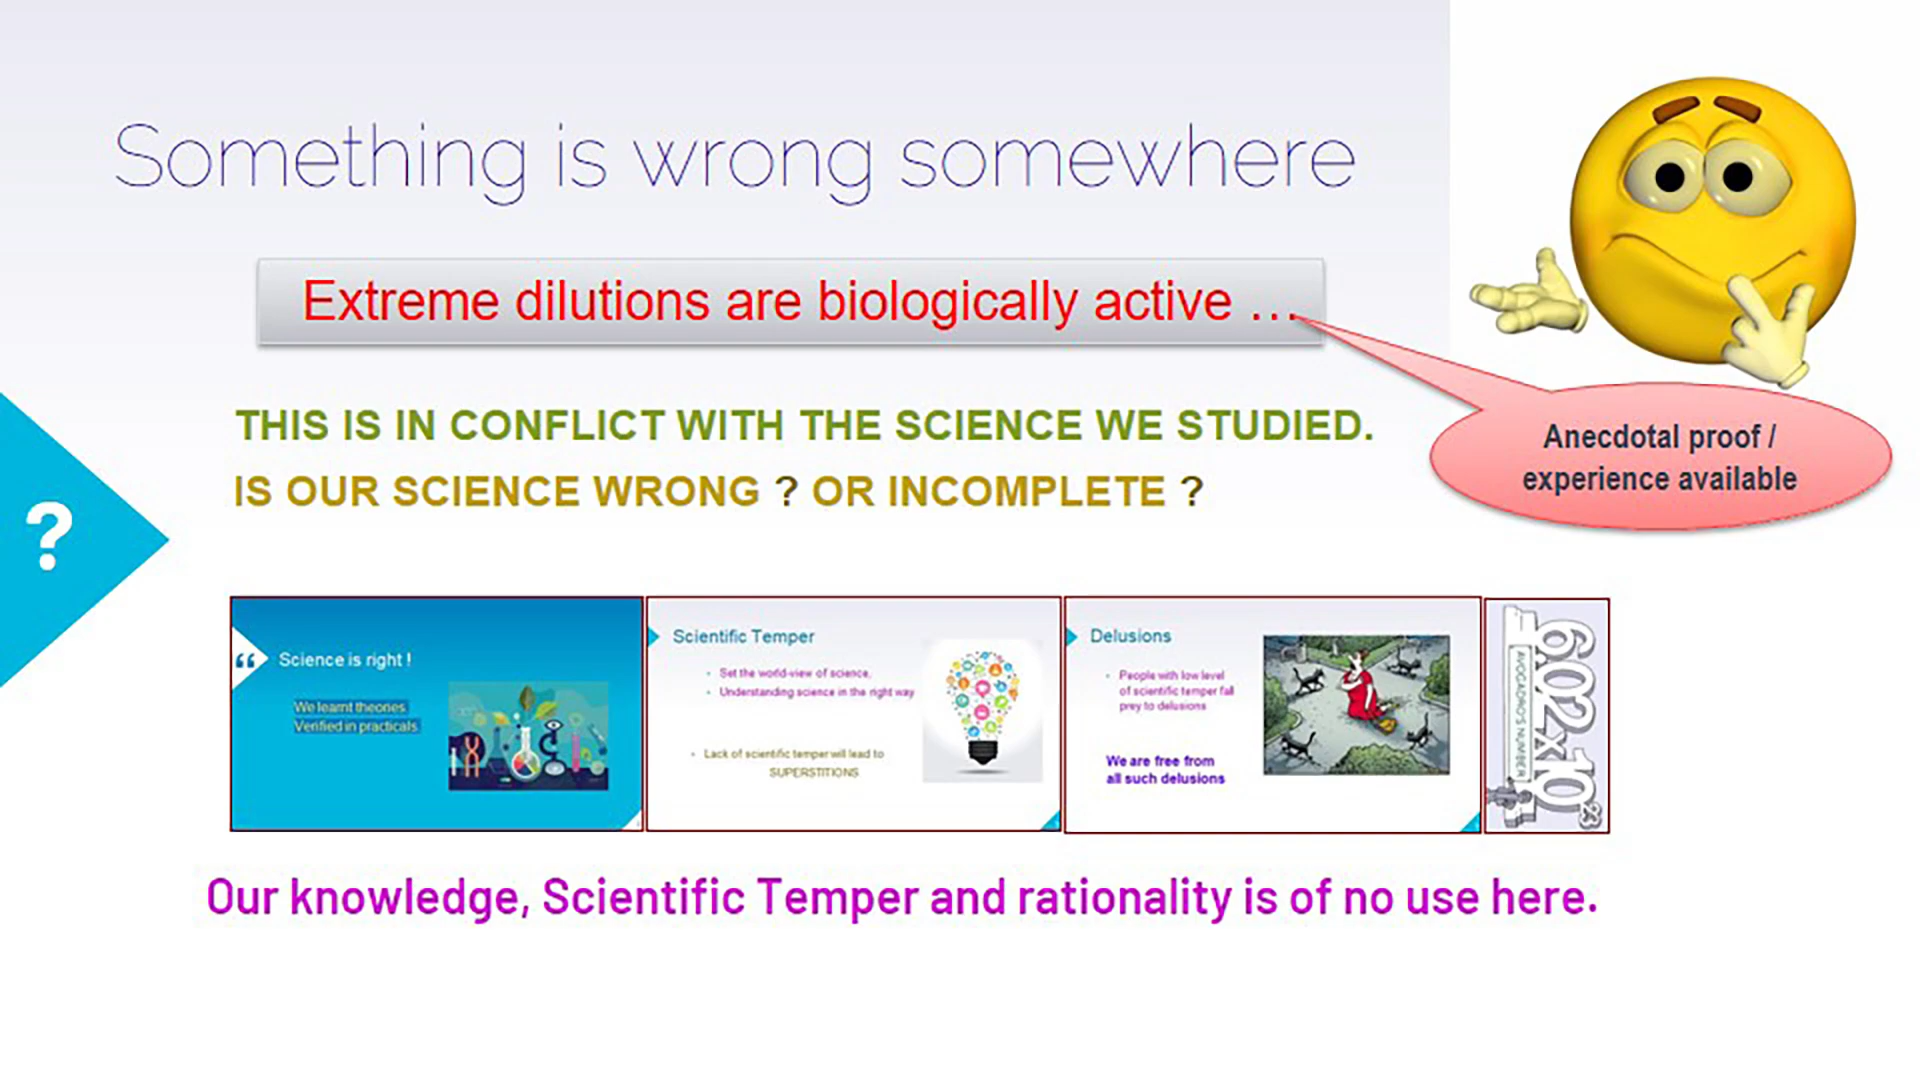 Something is wrong somewhere
Extreme dilutions are biologically active ...
Anecdotal proof /
experience available
THIS IS IN CONFLICT WITH THE SCIENCE WE STUDIED.
IS OUR SCIENCE WRONG ? OR INCOMPLETE ?
?
“ Science is right !
We learnt theories.
Verified in practicals.
Scientific Temper
• Set the world-view of science,
• Understanding science in the right way
• Lack of scientific temper will lead to
SUPERSTITIONS
Delusions
• People with low level
of scientific temper fall
prey to delusions
We are free from
all such delusions
6.02x10²³
AVOGADRO'S NUMBER
Our knowledge, Scientific Temper and rationality is of no use here.